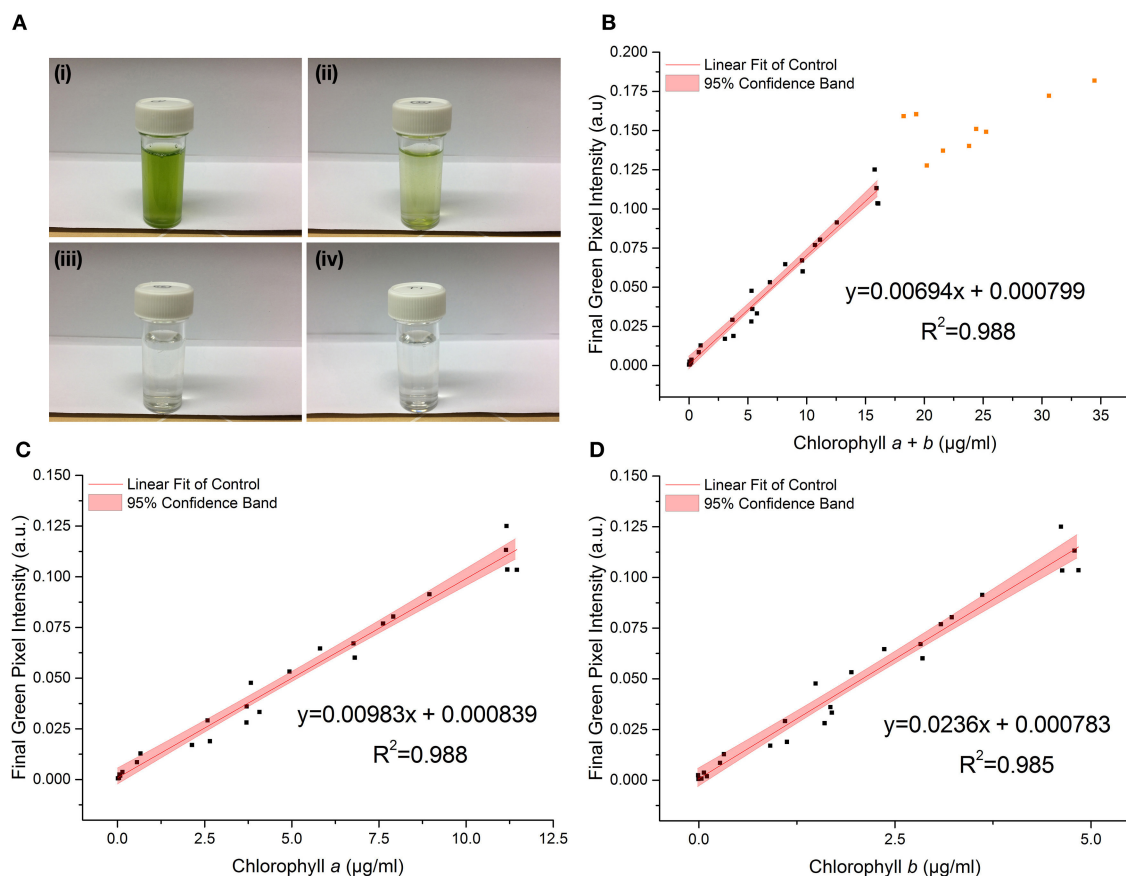 A
(i)
(ii)
(iii)
(iv)
B
Final Green Pixel Intensity (a.u)
0.200
0.175
0.150
0.125
0.100
0.075
0.050
0.025
0.000
Linear Fit of Control
95% Confidence Band
y=0.00694x + 0.000799
R²=0.988
0 5 10 15 20 25 30 35
Chlorophyll a + b (µg/ml)
C
Final Green Pixel Intensity (a.u.)
0.150
0.125
0.100
0.075
0.050
0.025
0.000
Linear Fit of Control
95% Confidence Band
y=0.00983x + 0.000839
R²=0.988
0.0 2.5 5.0 7.5 10.0 12.5
Chlorophyll a (µg/ml)
D
Final Green Pixel Intensity (a.u.)
0.150
0.125
0.100
0.075
0.050
0.025
0.000
Linear Fit of Control
95% Confidence Band
y=0.0236x + 0.000783
R²=0.985
0.0 2.5 5.0
Chlorophyll b (µg/ml)